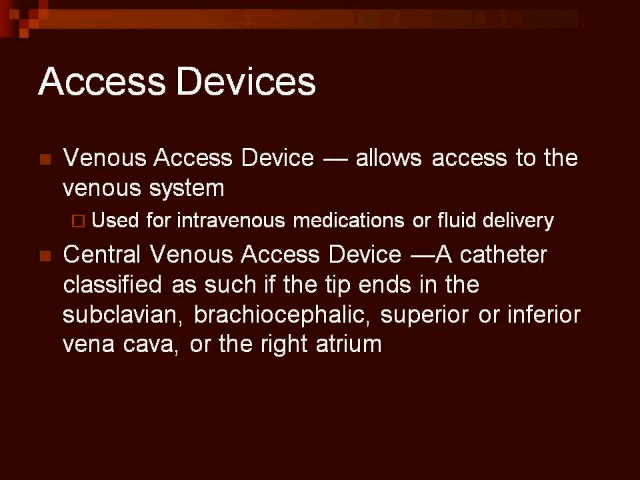 Access Devices
Venous Access Device — allows access to the
venous system
Used for intravenous medications or fluid delivery
Central Venous Access Device —A catheter
classified as such if the tip ends in the
subclavian, brachiocephalic, superior or inferior
vena cava, or the right atrium